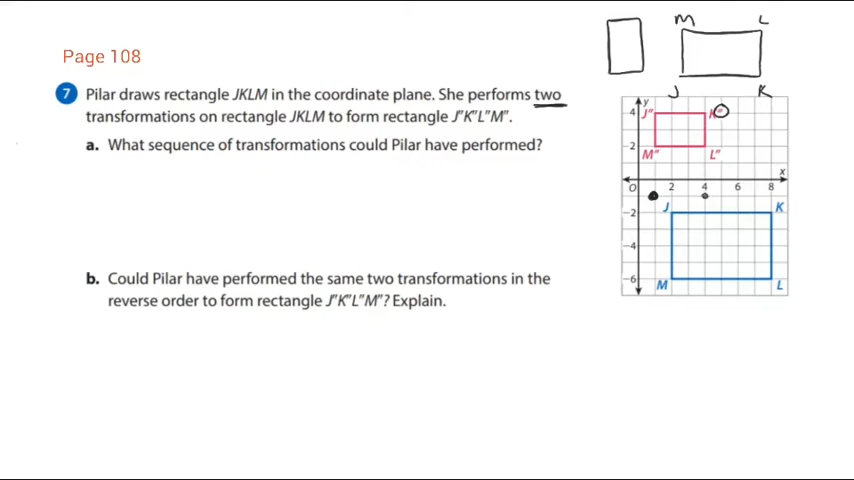 M L
Page 108
J K
7 Pilar draws rectangle JKLM in the coordinate plane. She performs two
transformations on rectangle JKLM to form rectangle J″K″L″M″.
a. What sequence of transformations could Pilar have performed?
b. Could Pilar have performed the same two transformations in the
reverse order to form rectangle J″K″L″M″? Explain.
y
4 J″ K″
2 M″ L″
x
O 2 4 6 8
-2 J K
-4
-6 M L